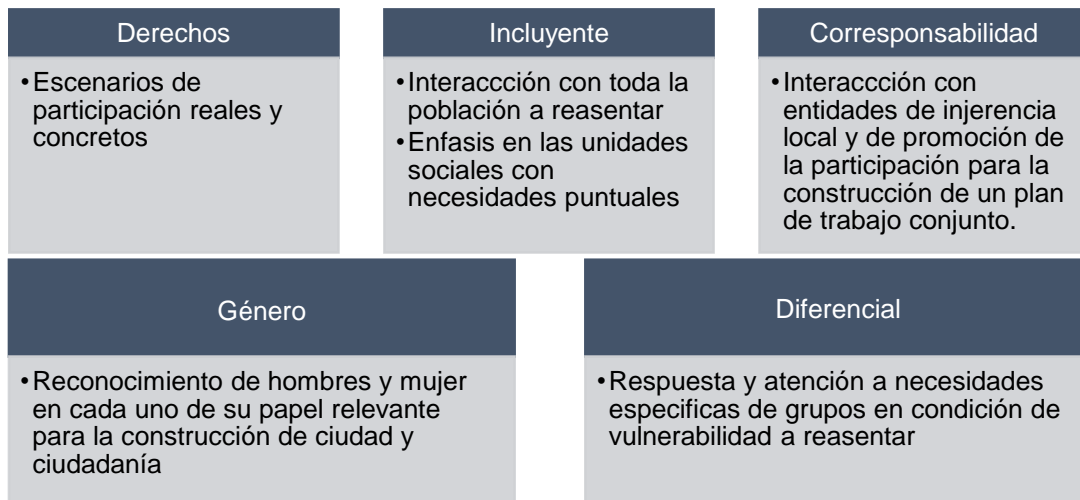 Derechos
•Escenarios de
participación reales y
concretos
Incluyente
•Interaccción con toda la
población a reasentar
•Enfasis en las unidades
sociales con
necesidades puntuales
Corresponsabilidad
•Interaccción con
entidades de injerencia
local y de promoción de
la participación para la
construcción de un plan
de trabajo conjunto.
Género
•Reconocimiento de hombres y mujer
en cada uno de su papel relevante
para la construcción de ciudad y
ciudadanía
Diferencial
•Respuesta y atención a necesidades
especificas de grupos en condición de
vulnerabilidad a reasentar